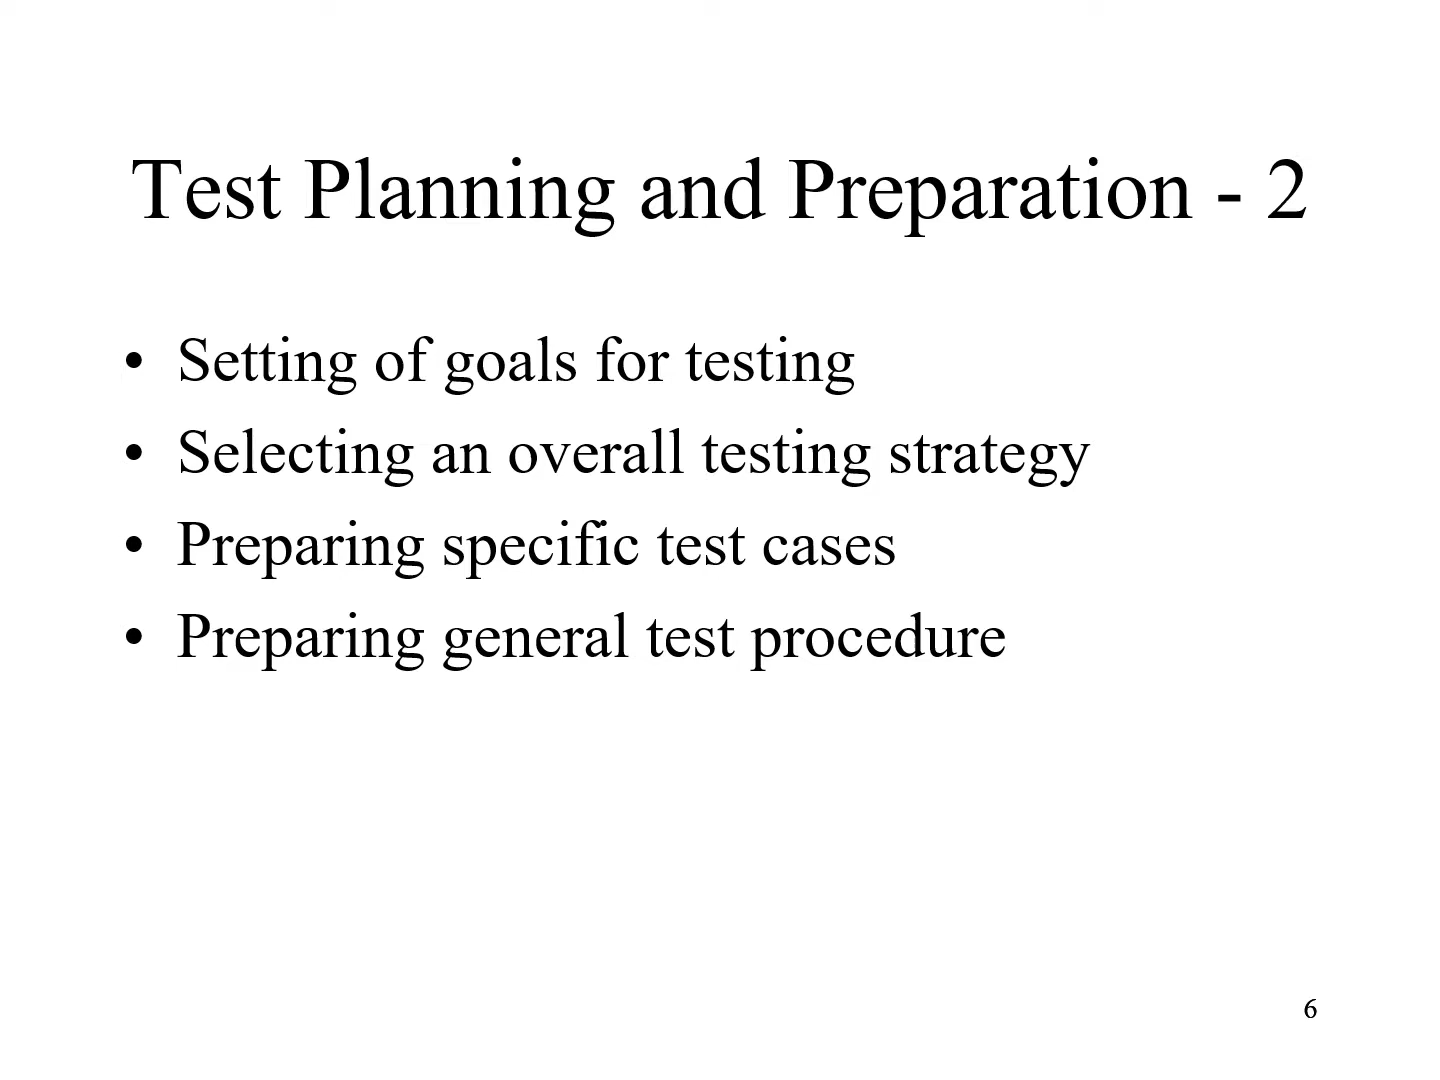 Test Planning and Preparation - 2
• Setting of goals for testing
• Selecting an overall testing strategy
• Preparing specific test cases
• Preparing general test procedure
6